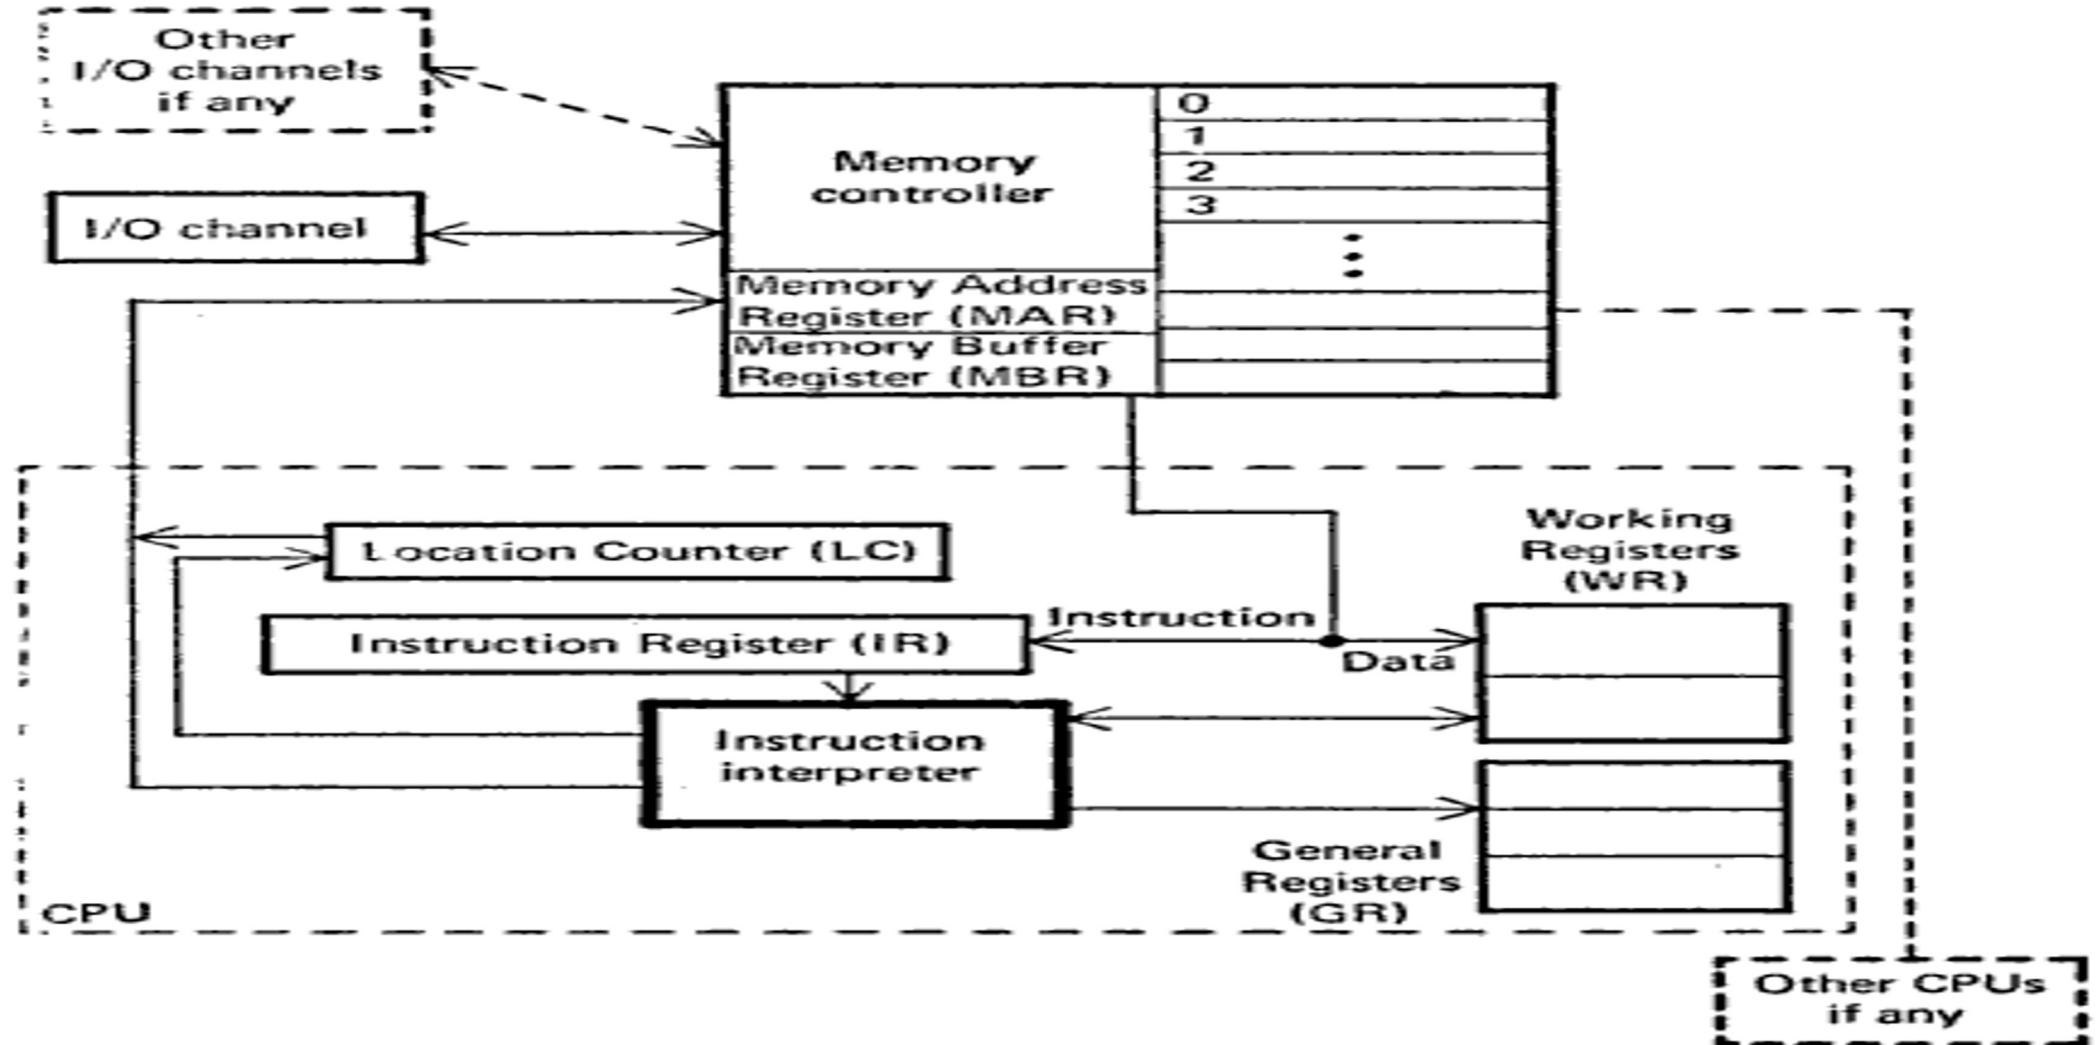 Other
I/O channels
if any
Memory
controller
0
1
2
3
I/O channel
Memory Address
Register (MAR)
Memory Buffer
Register (MBR)
Location Counter (LC)
Working
Registers
(WR)
Instruction
Instruction Register (IR)
Data
Instruction
interpreter
General
Registers
(GR)
CPU
Other CPUs
if any